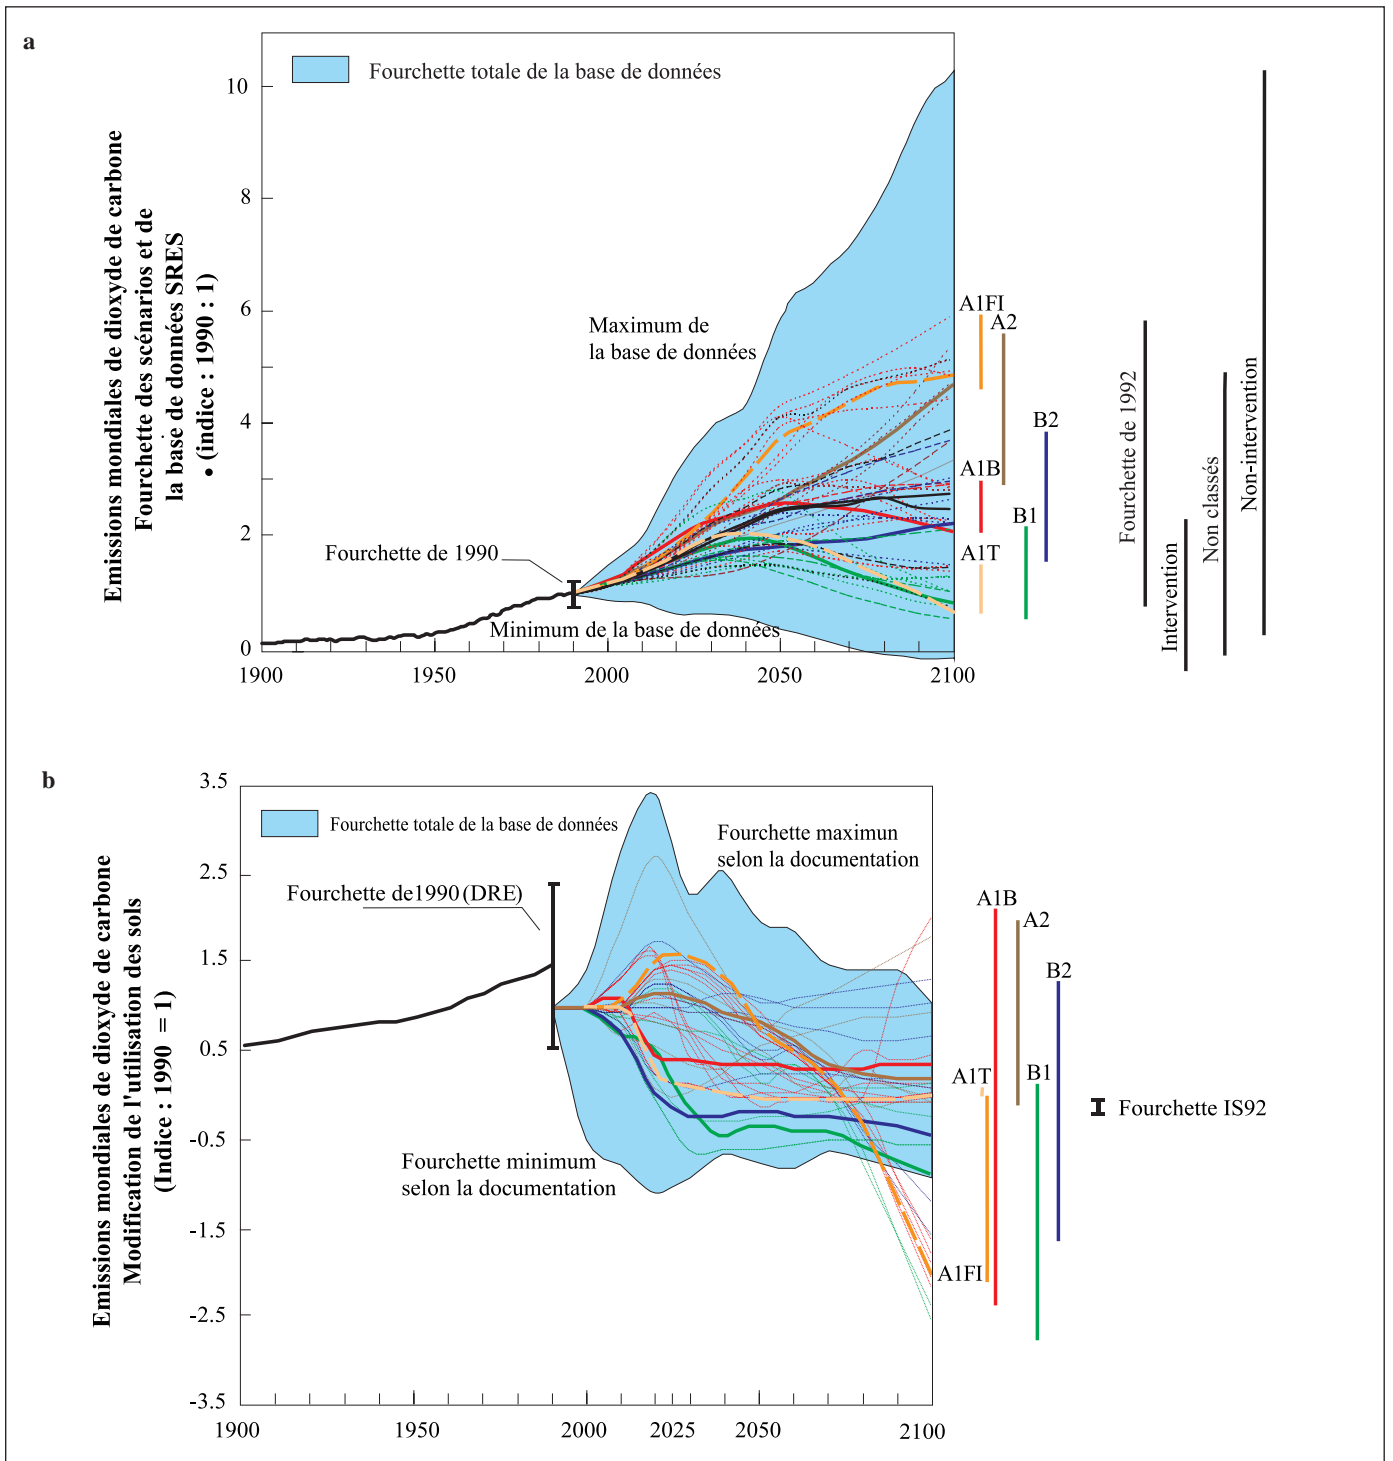 a
Emissions mondiales de dioxyde de carbone
Fourchette des scénarios et de
la base de données SRES
• (indice : 1990 : 1)
Fourchette totale de la base de données
10
8
6
4
2
0
Maximum de
la base de données
Fourchette de 1990
Minimum de la base de données
1900
1950
2000
2050
2100
A1FI
A2
B2
A1B
B1
A1T
Fourchette de 1992
Intervention
Non classés
Non-intervention
b
Emissions mondiales de dioxyde de carbone
Modification de l'utilisation des sols
(Indice : 1990 = 1)
3.5
2.5
1.5
0.5
-0.5
-1.5
-2.5
-3.5
Fourchette totale de la base de données
Fourchette maximun
selon la documentation
Fourchette de1990 (DRE)
Fourchette minimum
selon la documentation
1900
1950
2000
2025
2050
2100
A1B
A2
B2
A1T
B1
A1FI
Fourchette IS92